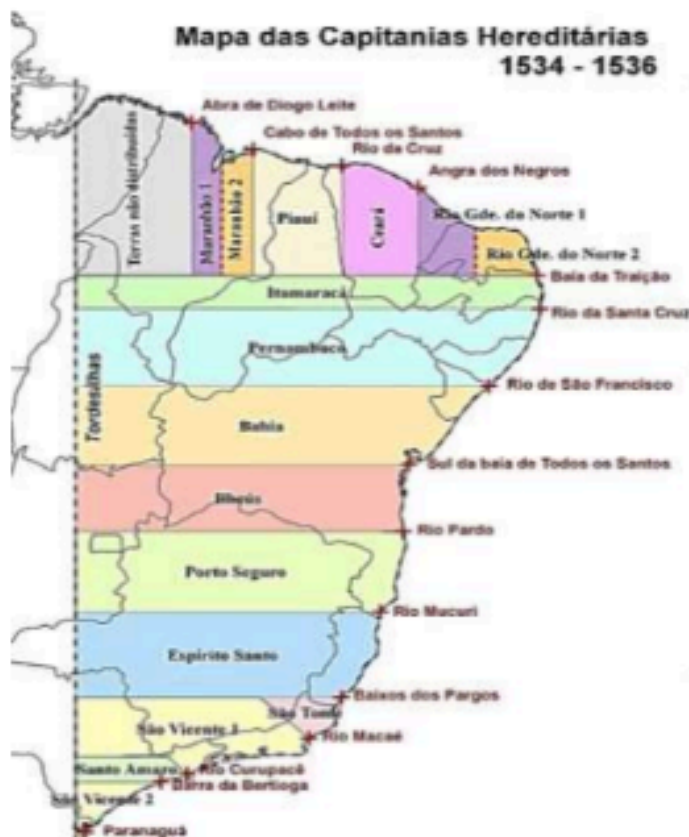 Mapa das Capitanias Hereditárias
1534 - 1536
Abra de Diogo Leite
Cabo de Todos os Santos
Rio da Cruz
Angra dos Negros
Terras não distribuídas
Maranhão 1
Maranhão 2
Piauí
Ceará
Rio Gde. do Norte 1
Rio Gde. do Norte 2
Baía da Traição
Itamaracá
Rio da Santa Cruz
Pernambuco
Tordesilhas
Rio de São Francisco
Bahia
Sul da baía de Todos os Santos
Ilhéus
Rio Pardo
Porto Seguro
Rio Mucuri
Espírito Santo
Baixos dos Pargos
São Tomé
São Vicente 1
Rio Macaé
Santo Amaro
Rio Curupacê
Barra da Bertioga
São Vicente 2
Paranaguá